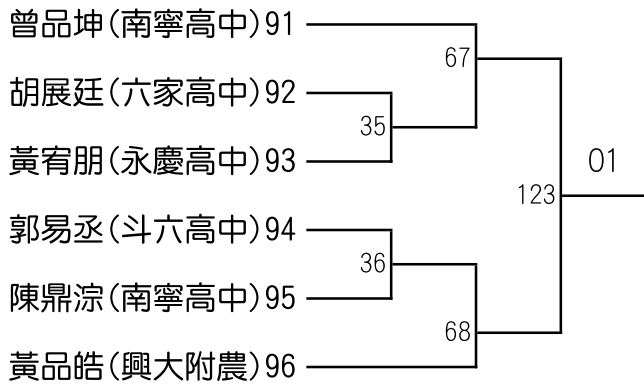 曾品坤(南寧高中)91
67
胡展廷(六家高中)92
35
黃宥朋(永慶高中)93
01
123
郭易丞(斗六高中)94
36
陳鼎淙(南寧高中)95
68
黃品皓(興大附農)96